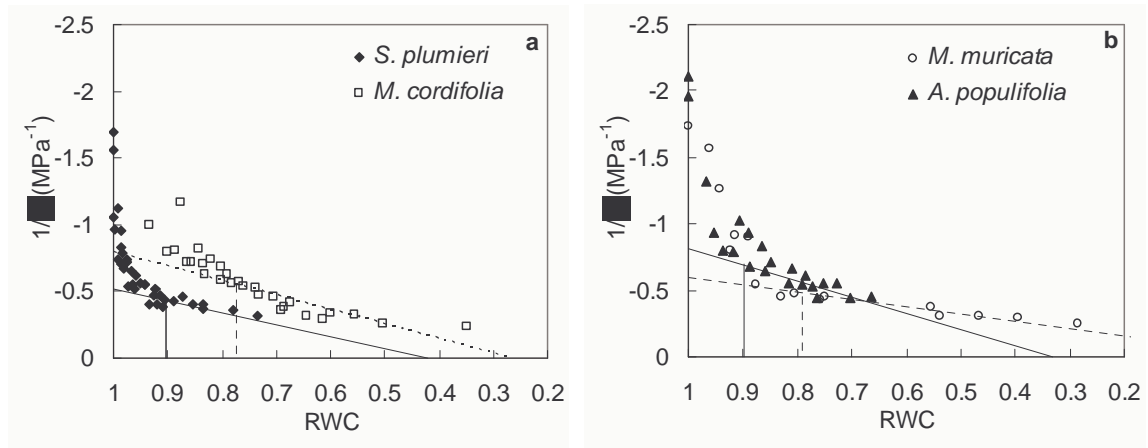 a
S. plumieri
M. cordifolia
-2.5
-2
-1.5
-1
-0.5
0
1/ (MPa-1)
1 0.9 0.8 0.7 0.6 0.5 0.4 0.3 0.2
RWC
b
M. muricata
A. populifolia
-2.5
-2
-1.5
-1
-0.5
0
1/ (MPa-1)
1 0.9 0.8 0.7 0.6 0.5 0.4 0.3 0.2
RWC